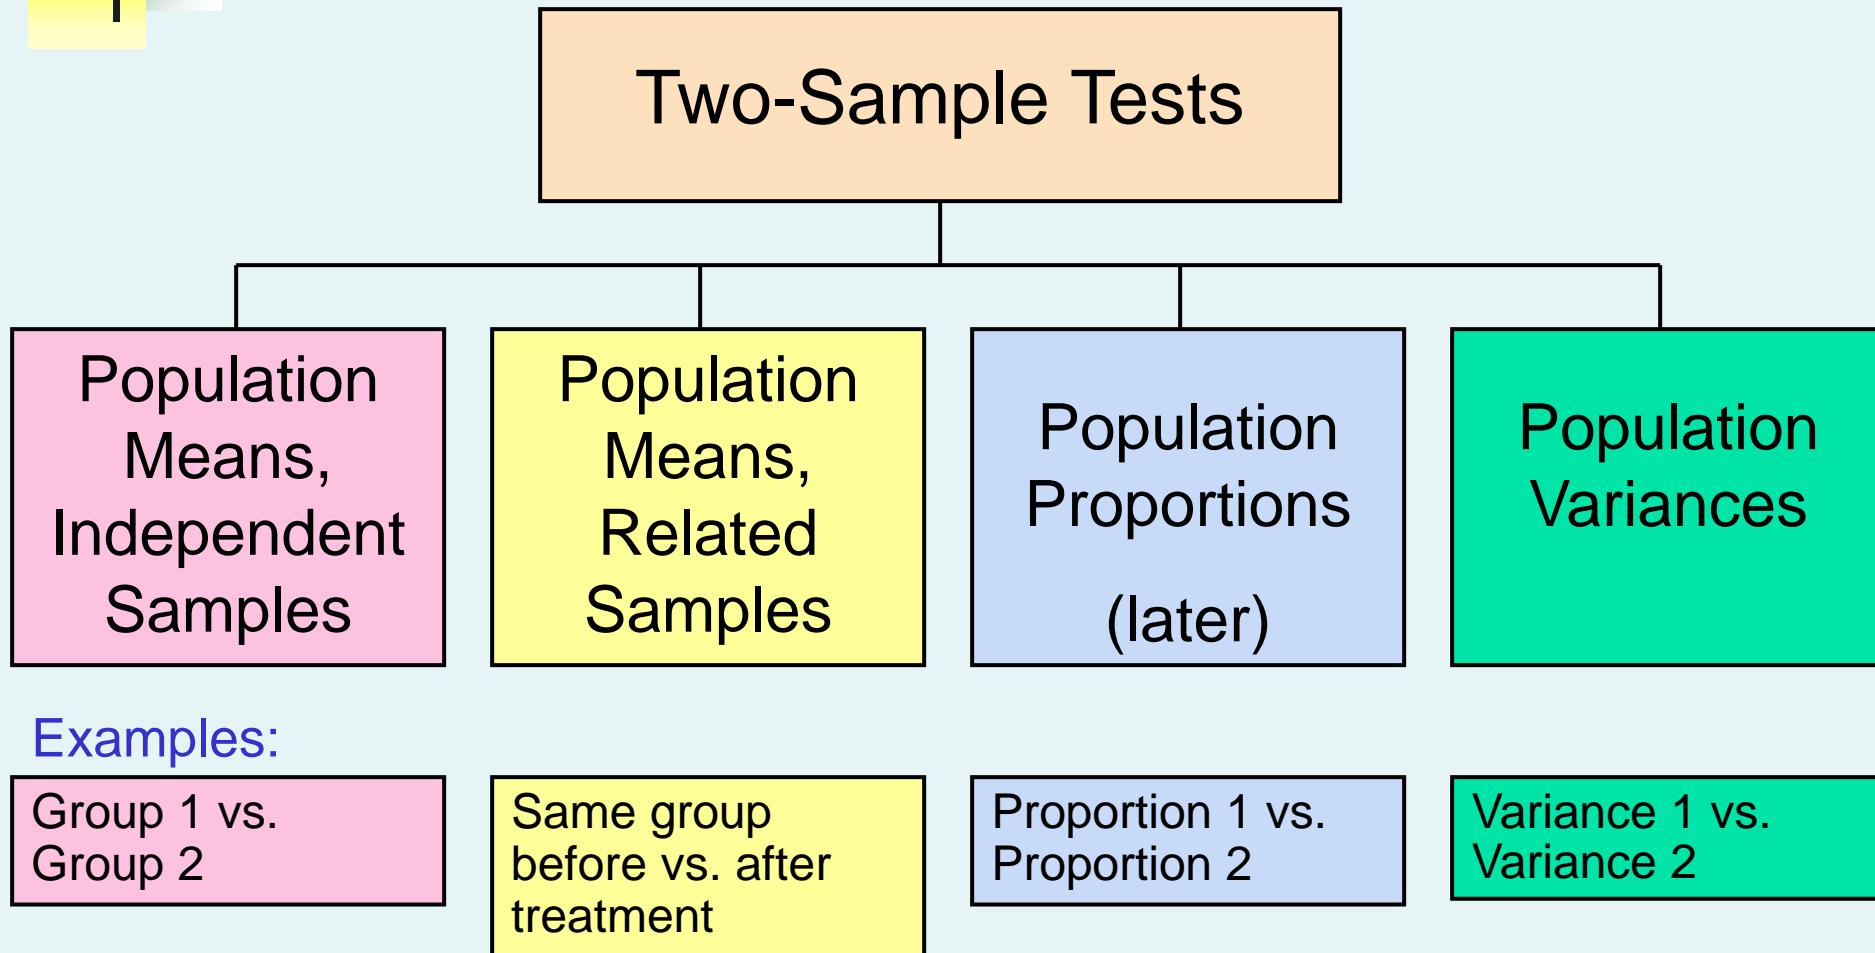 Two-Sample Tests
Population
Means,
Independent
Samples
Population
Means,
Related
Samples
Population
Proportions
(later)
Population
Variances
Examples:
Group 1 vs.
Group 2
Same group
before vs. after
treatment
Proportion 1 vs.
Proportion 2
Variance 1 vs.
Variance 2